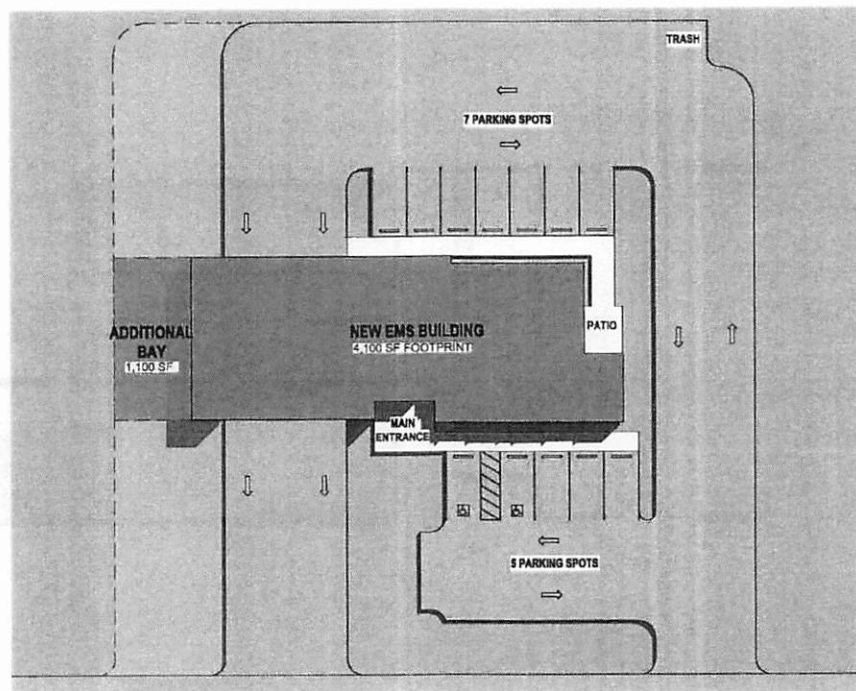 TRASH
7 PARKING SPOTS
ADDITIONAL
BAY
1,100 SF
NEW EMS BUILDING
4,100 SF FOOTPRINT
PATIO
MAIN
ENTRANCE
5 PARKING SPOTS